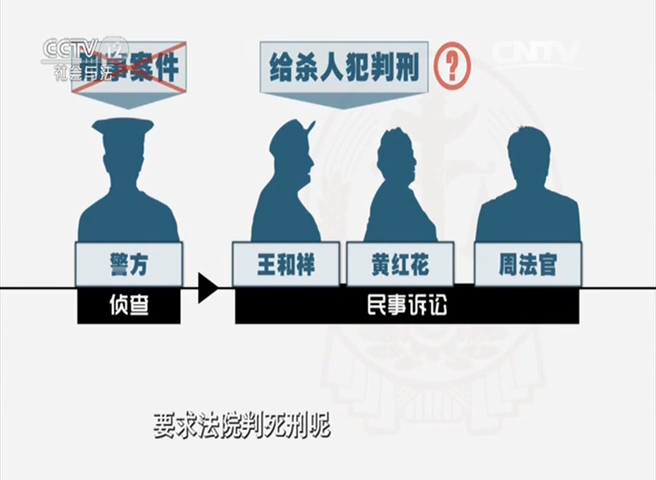 CCTV 12
社会与法
CNTV
刑事案件
给杀人犯判刑 ?
警方
王和祥
黄红花
周法官
侦查
民事诉讼
要求法院判死刑呢